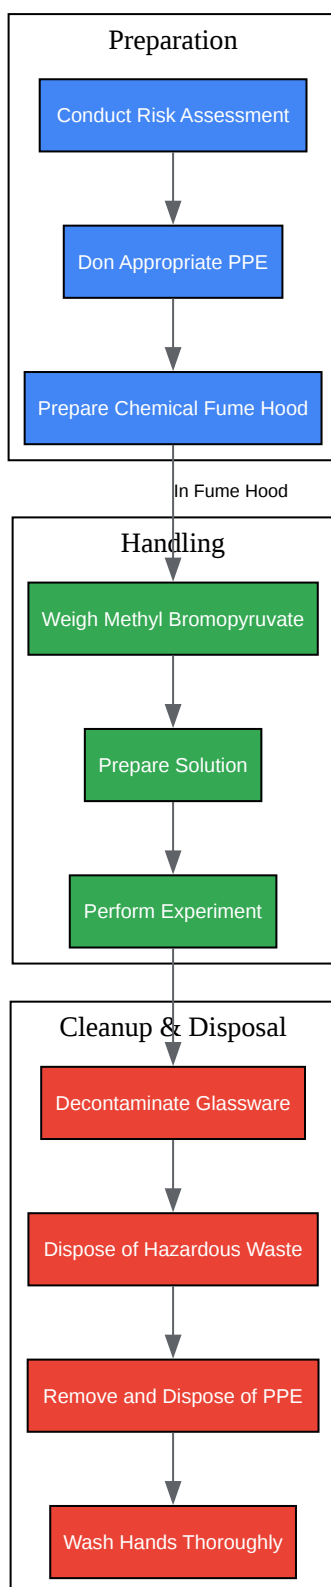 Preparation
Conduct Risk Assessment
Don Appropriate PPE
Prepare Chemical Fume Hood
In Fume Hood
Handling
Weigh Methyl Bromopyruvate
Prepare Solution
Perform Experiment
Cleanup & Disposal
Decontaminate Glassware
Dispose of Hazardous Waste
Remove and Dispose of PPE
Wash Hands Thoroughly